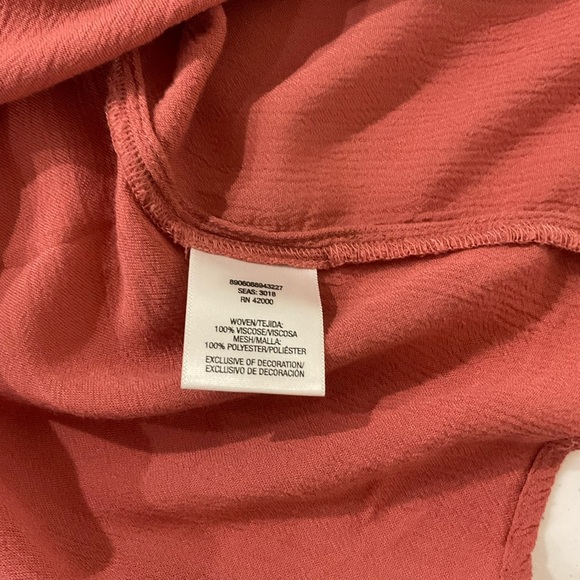 8906088943227
SEAS: 3018
RN 42000
WOVEN/TEJIDA:
100% VISCOSE/VISCOSA
MESH/MALLA:
100% POLYESTER/POLIÉSTER
EXCLUSIVE OF DECORATION/
EXCLUSIVO DE DECORACIÓN